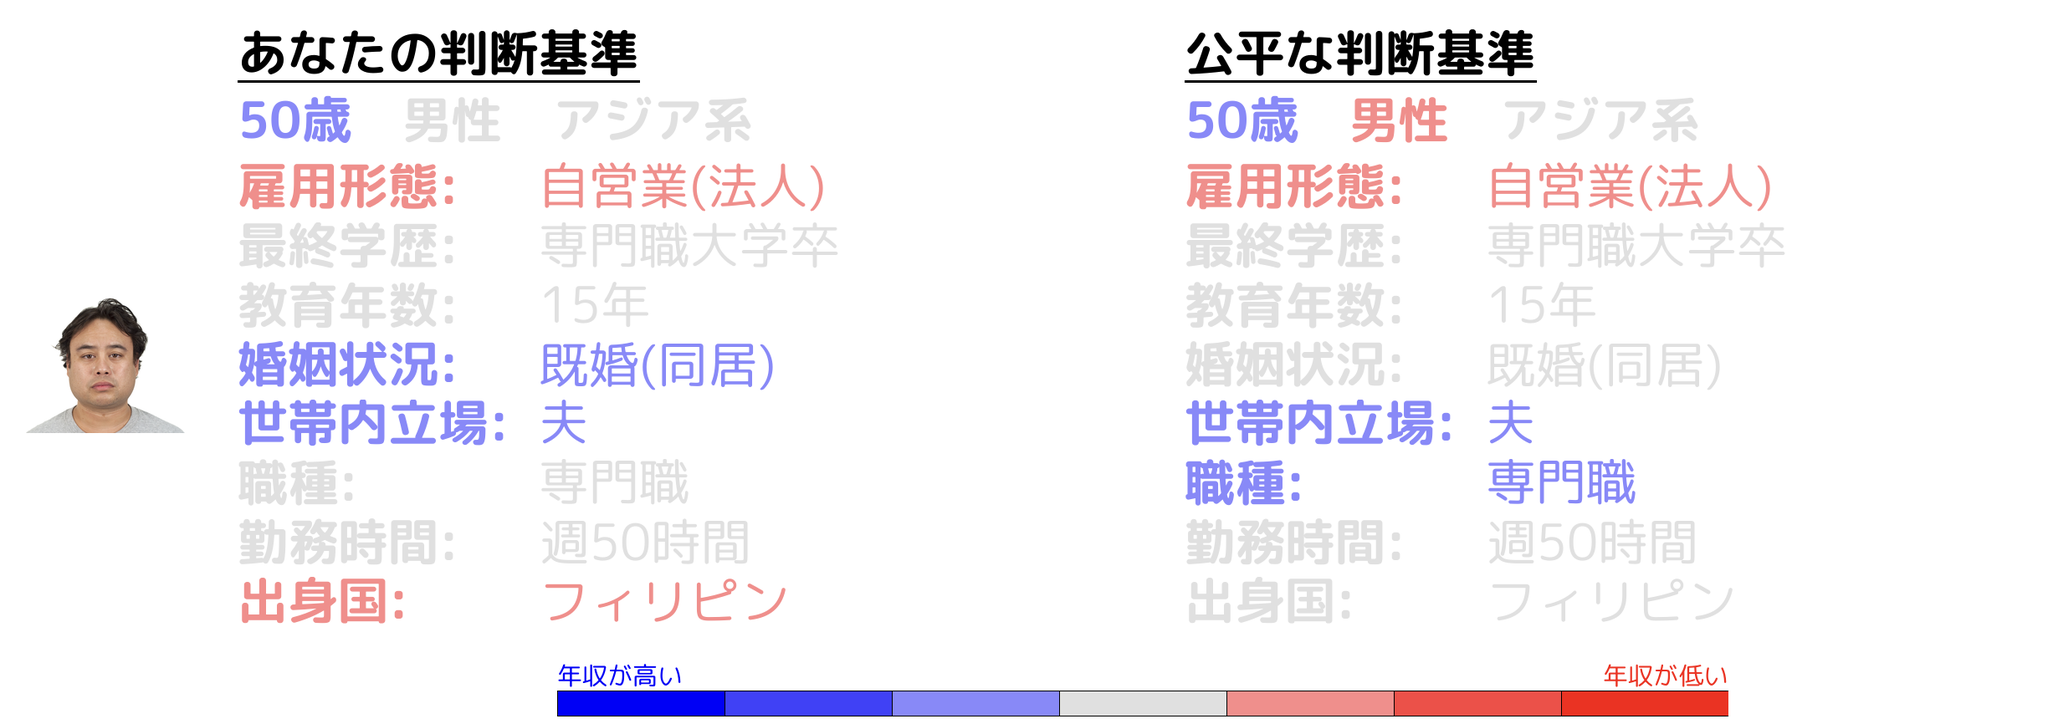 あなたの判断基準
50歳 男性 アジア系
雇用形態: 自営業(法人)
最終学歴: 専門職大学卒
教育年数: 15年
婚姻状況: 既婚(同居)
世帯内立場: 夫
職種: 専門職
勤務時間: 週50時間
出身国: フィリピン
公平な判断基準
50歳 男性 アジア系
雇用形態: 自営業(法人)
最終学歴: 専門職大学卒
教育年数: 15年
婚姻状況: 既婚(同居)
世帯内立場: 夫
職種: 専門職
勤務時間: 週50時間
出身国: フィリピン
年収が高い
年収が低い